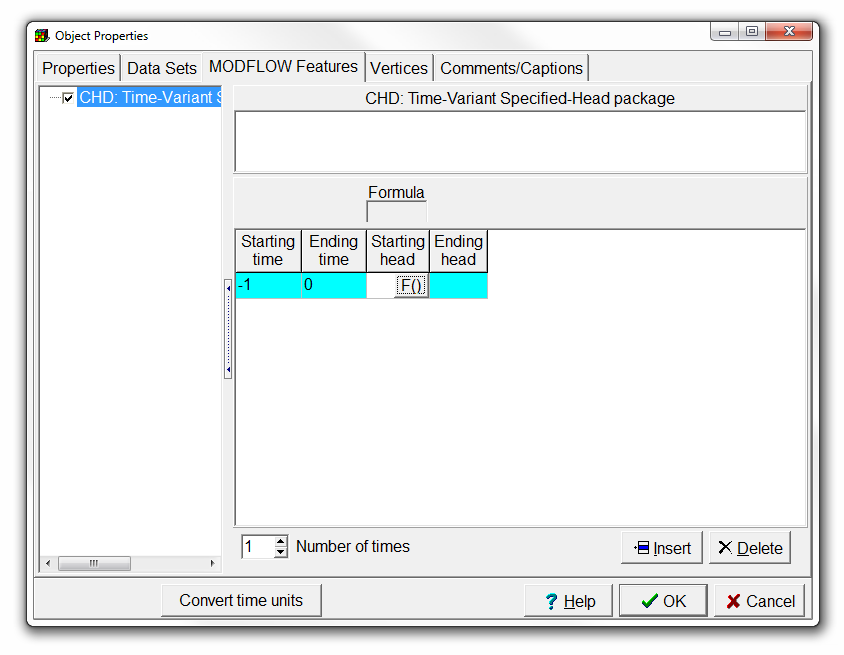 Object Properties
Properties Data Sets MODFLOW Features Vertices Comments/Captions
CHD: Time-Variant S
CHD: Time-Variant Specified-Head package
Formula
Starting time Ending time Starting head Ending head
-1 0 F()
1 Number of times Insert Delete
Convert time units Help OK Cancel